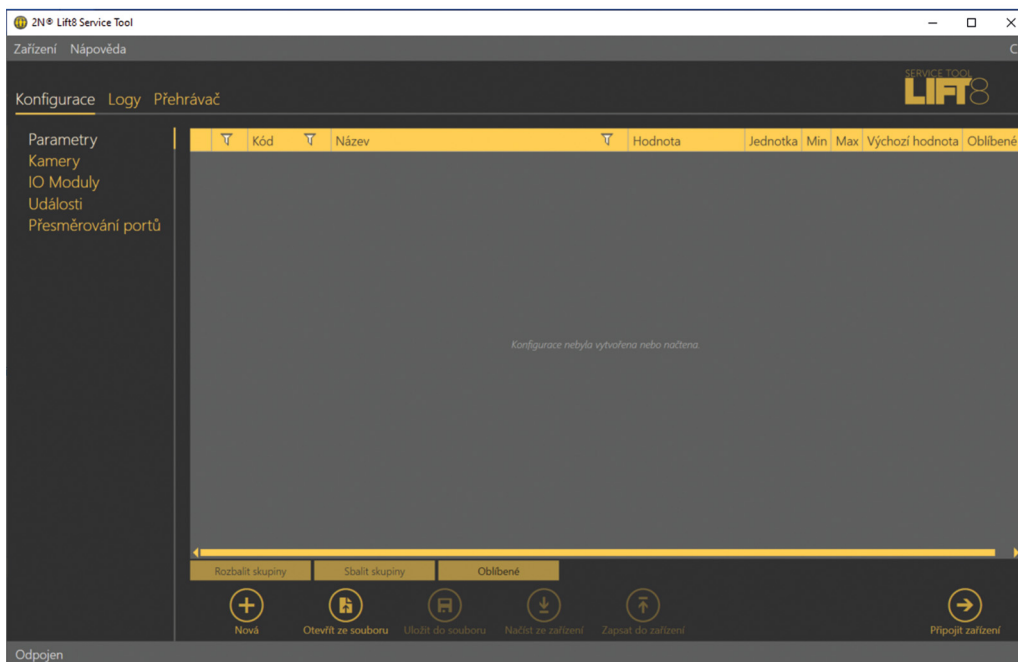 2N® Lift8 Service Tool
Zařízení Nápověda C
SERVICE TOOL
LIFT8
Konfigurace Logy Přehrávač
Parametry
Kamery
IO Moduly
Události
Přesměrování portů
Kód Název Hodnota Jednotka Min Max Výchozí hodnota Oblíbené
Konfigurace nebyla vytvořena nebo načtena.
Rozbalit skupiny Sbalit skupiny Oblíbené
Nová Otevřít ze souboru Uložit do souboru Načíst ze zařízení Zapsat do zařízení Připojit zařízení
Odpojen